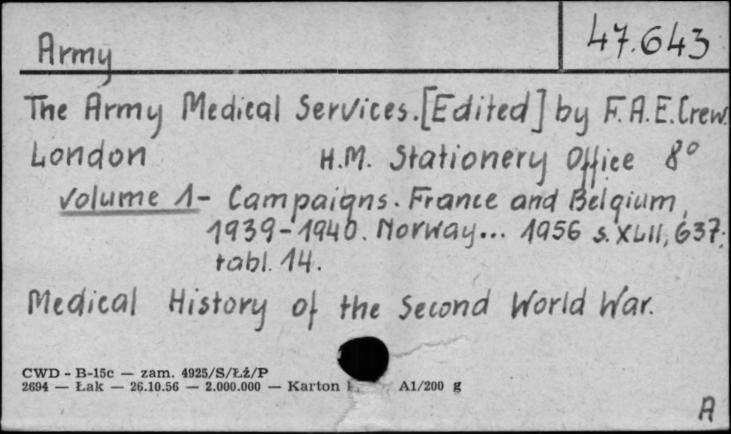 Army
47.643
The Army Medical Services.[Edited] by F.A.E.Crew.
London H.M. Stationery Office 8°
Volume 1- Campaigns. France and Belgium,
1939-1940. Norway... 1956 s. XLII, 637;
tabl. 14.
Medical History of the Second World War.
CWD - B-15c — zam. 4925/S/Łź/P
2694 — Łak — 26.10.56 — 2.000.000 — Karton A1/200 g
A